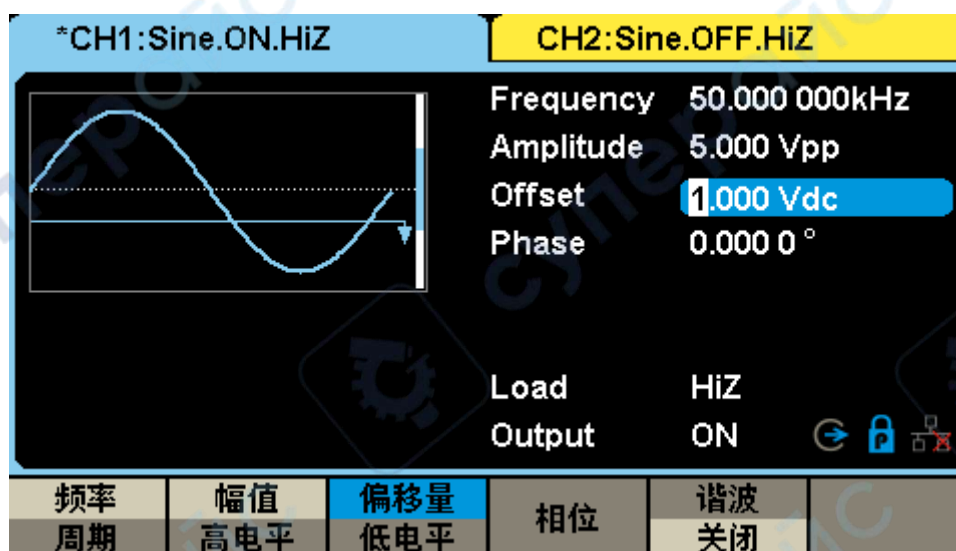 *CH1:Sine.ON.HiZ CH2:Sine.OFF.HiZ
Frequency 50.000 000kHz
Amplitude 5.000 Vpp
Offset 1.000 Vdc
Phase 0.000 0 °
Load HiZ
Output ON
频率 幅值 偏移量 相位 谐波
周期 高电平 低电平 关闭
супер айс